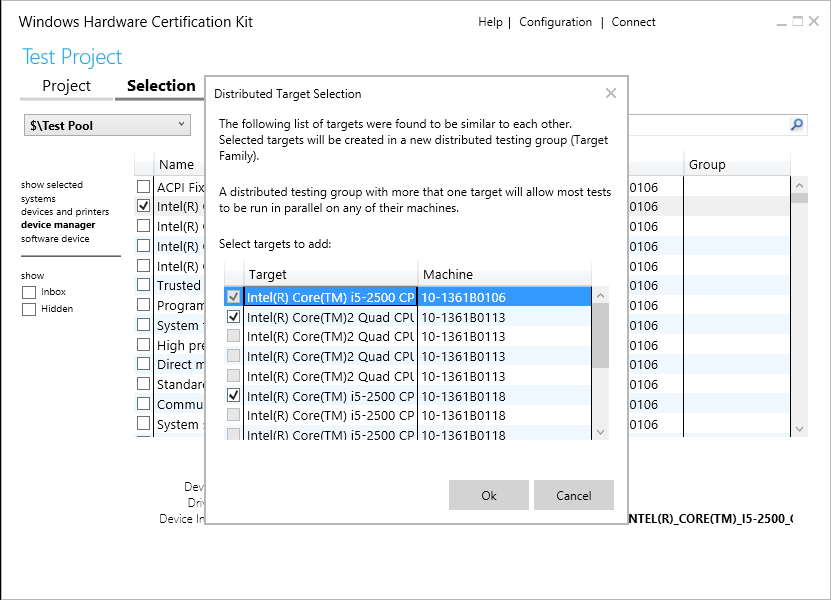 Windows Hardware Certification Kit
Help | Configuration | Connect
Test Project
Project Selection
$\Test Pool
show selected
systems
devices and printers
device manager
software device
show
Inbox
Hidden
Name
Group
ACPI Fix
0106
Intel(R) 
0106
Intel(R) 
0106
Intel(R) 
0106
Intel(R) 
0106
Trusted
0106
Program
0106
System
0106
High pre
0106
Direct m
0106
Standar
0106
Commu
0106
System
0106
Distributed Target Selection
The following list of targets were found to be similar to each other.
Selected targets will be created in a new distributed testing group (Target
Family).
A distributed testing group with more that one target will allow most tests
to be run in parallel on any of their machines.
Select targets to add:
Target Machine
Intel(R) Core(TM) i5-2500 CP 10-1361B0106
Intel(R) Core(TM)2 Quad CPU 10-1361B0113
Intel(R) Core(TM)2 Quad CPU 10-1361B0113
Intel(R) Core(TM)2 Quad CPU 10-1361B0113
Intel(R) Core(TM)2 Quad CPU 10-1361B0113
Intel(R) Core(TM) i5-2500 CP 10-1361B0118
Intel(R) Core(TM) i5-2500 CP 10-1361B0118
Intel(R) Core(TM) i5-2500 CP 10-1361B0118
Ok Cancel
Dev
Dri
Device In
NTEL(R)_CORE(TM)_I5-2500_